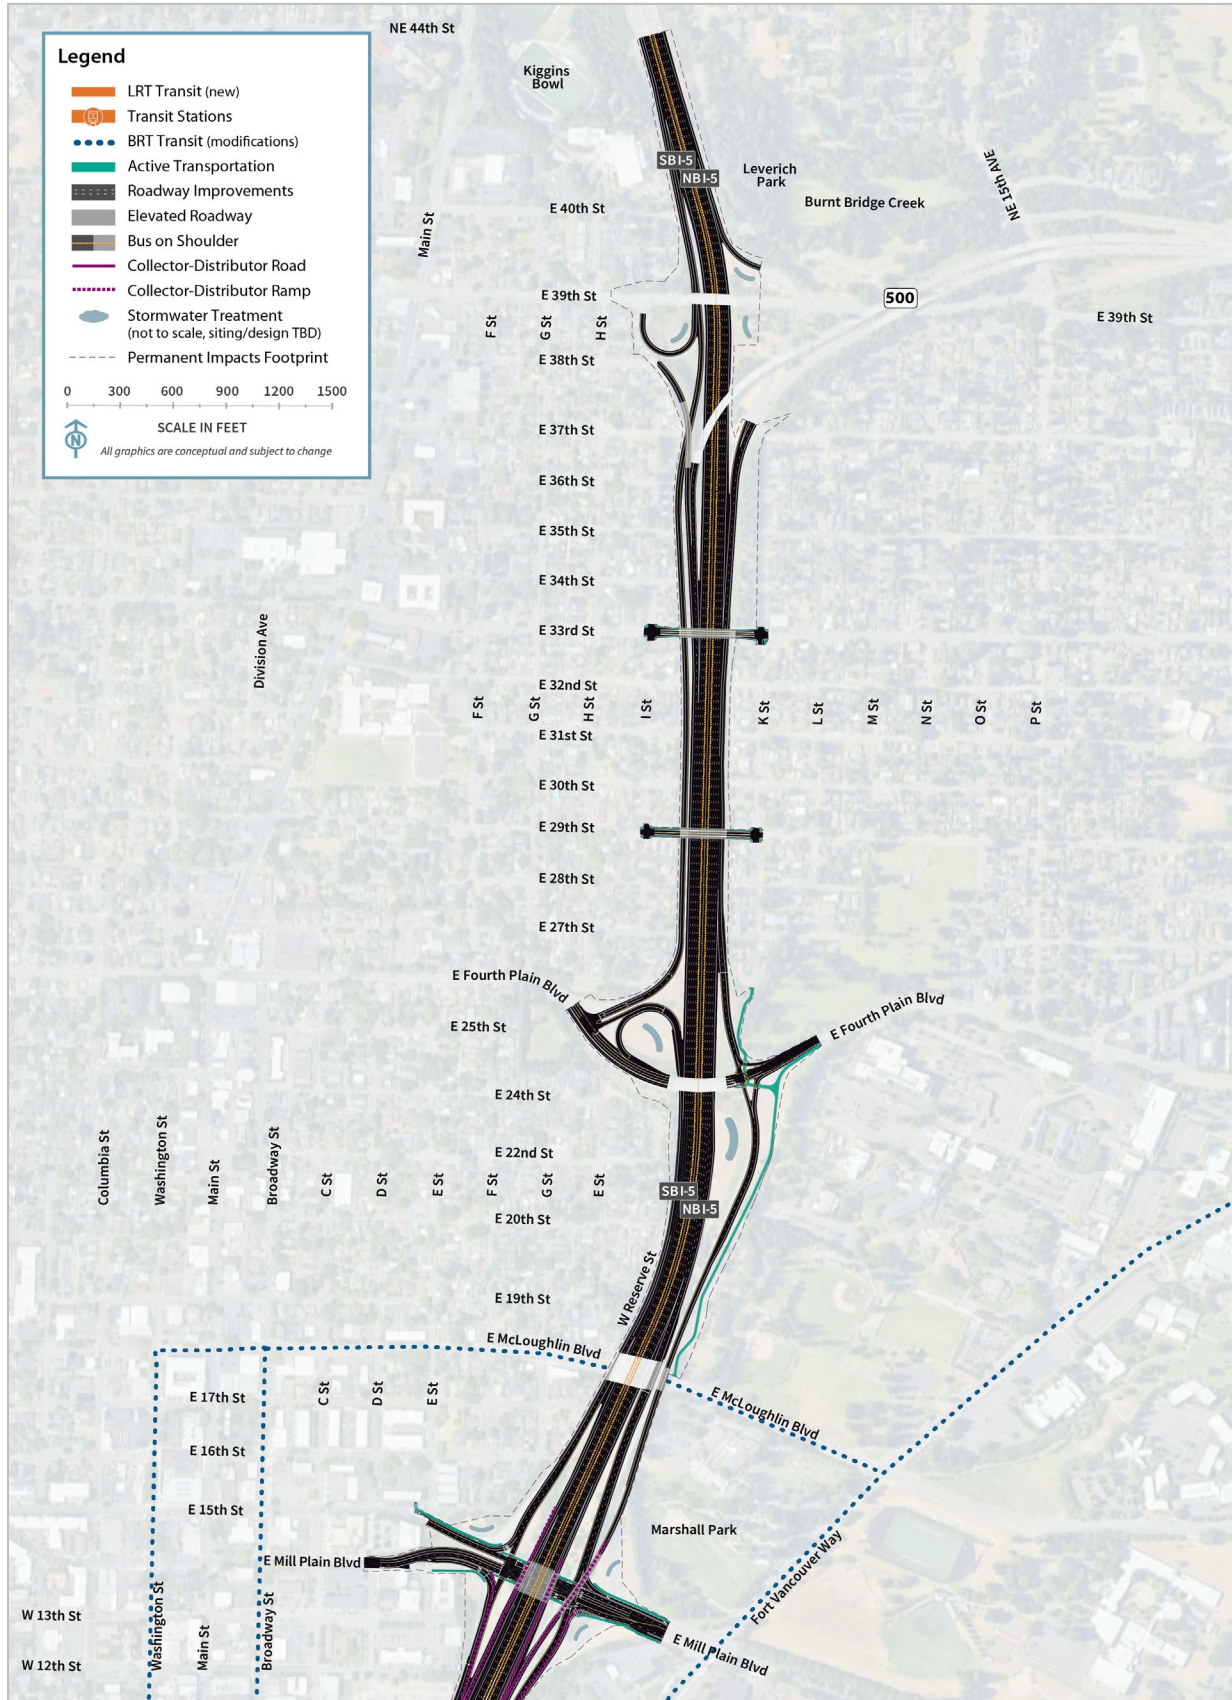 NE 44th St
Legend
LRT Transit (new)
Transit Stations
BRT Transit (modifications)
Active Transportation
Roadway Improvements
Elevated Roadway
Bus on Shoulder
Collector-Distributor Road
Collector-Distributor Ramp
Stormwater Treatment
(not to scale, siting/design TBD)
Permanent Impacts Footprint
0 300 600 900 1200 1500
SCALE IN FEET
N
All graphics are conceptual and subject to change
Kiggins
Bowl
SB I-5
NB I-5
Leverich
Park
Burnt Bridge Creek
NE 15th AVE
E 40th St
Main St
E 39th St
500
E 39th St
F St
G St
H St
E 38th St
E 37th St
E 36th St
E 35th St
E 34th St
E 33rd St
Division Ave
E 32nd St
F St
G St
H St
I St
K St
L St
M St
N St
O St
P St
E 31st St
E 30th St
E 29th St
E 28th St
E 27th St
E Fourth Plain Blvd
E Fourth Plain Blvd
E 25th St
E 24th St
E 22nd St
Columbia St
Washington St
Main St
Broadway St
C St
D St
E St
F St
G St
E St
SB I-5
NB I-5
E 20th St
W Reserve St
E 19th St
E McLoughlin Blvd
E 17th St
C St
D St
E St
E McLoughlin Blvd
E 16th St
E 15th St
Marshall Park
E Mill Plain Blvd
Fort Vancouver Way
W 13th St
Washington St
Main St
Broadway St
E Mill Plain Blvd
W 12th St